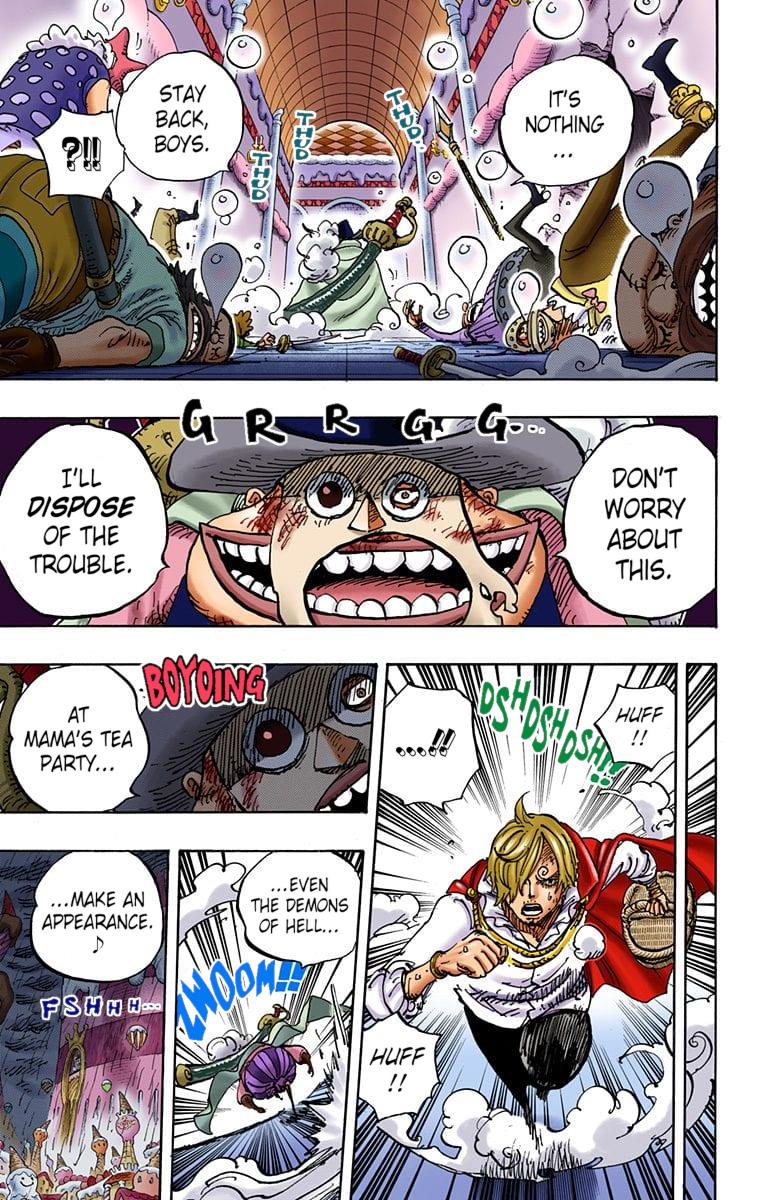 IT'S
NOTHING
...
STAY
BACK,
BOYS.
?!!
THUD.
THUD
THUD
GRRGG...
DON'T
WORRY
ABOUT
THIS.
I'LL
DISPOSE
OF THE
TROUBLE.
HUFF
!!
DSHDSHDSH!!
...!!
HUFF
!!
BOYOING
AT
MAMA'S TEA
PARTY...
...EVEN
THE DEMONS
OF HELL...
ZWOOM!!
...MAKE AN
APPEARANCE.
♪
FSHHH...